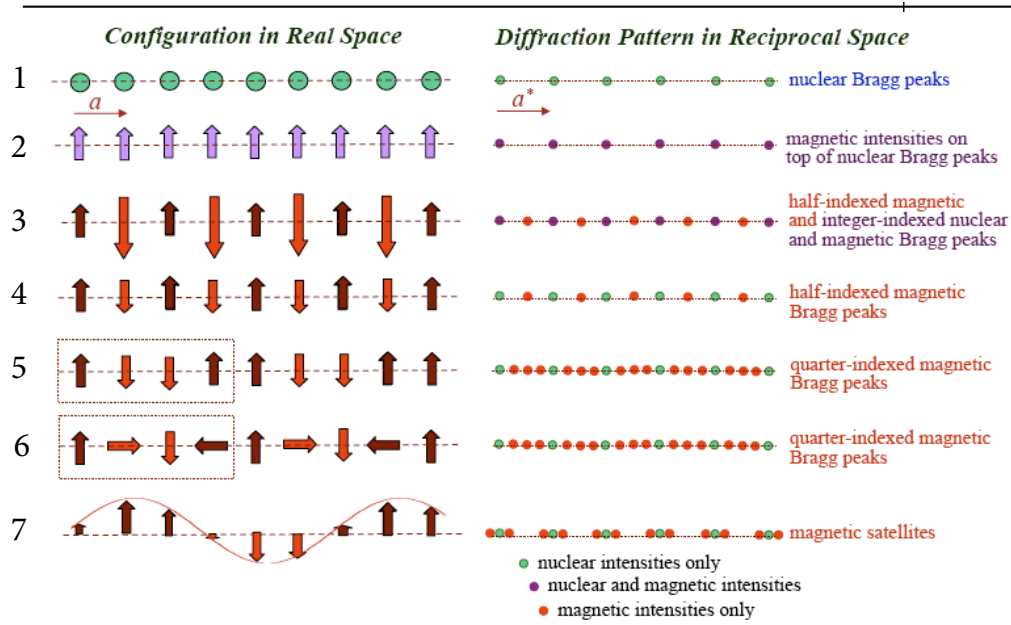 Configuration in Real Space
Diffraction Pattern in Reciprocal Space
1
nuclear Bragg peaks
a
a*
2
magnetic intensities on
top of nuclear Bragg peaks
3
half-indexed magnetic
and integer-indexed nuclear
and magnetic Bragg peaks
4
half-indexed magnetic
Bragg peaks
5
quarter-indexed magnetic
Bragg peaks
6
quarter-indexed magnetic
Bragg peaks
7
magnetic satellites
nuclear intensities only
nuclear and magnetic intensities
magnetic intensities only